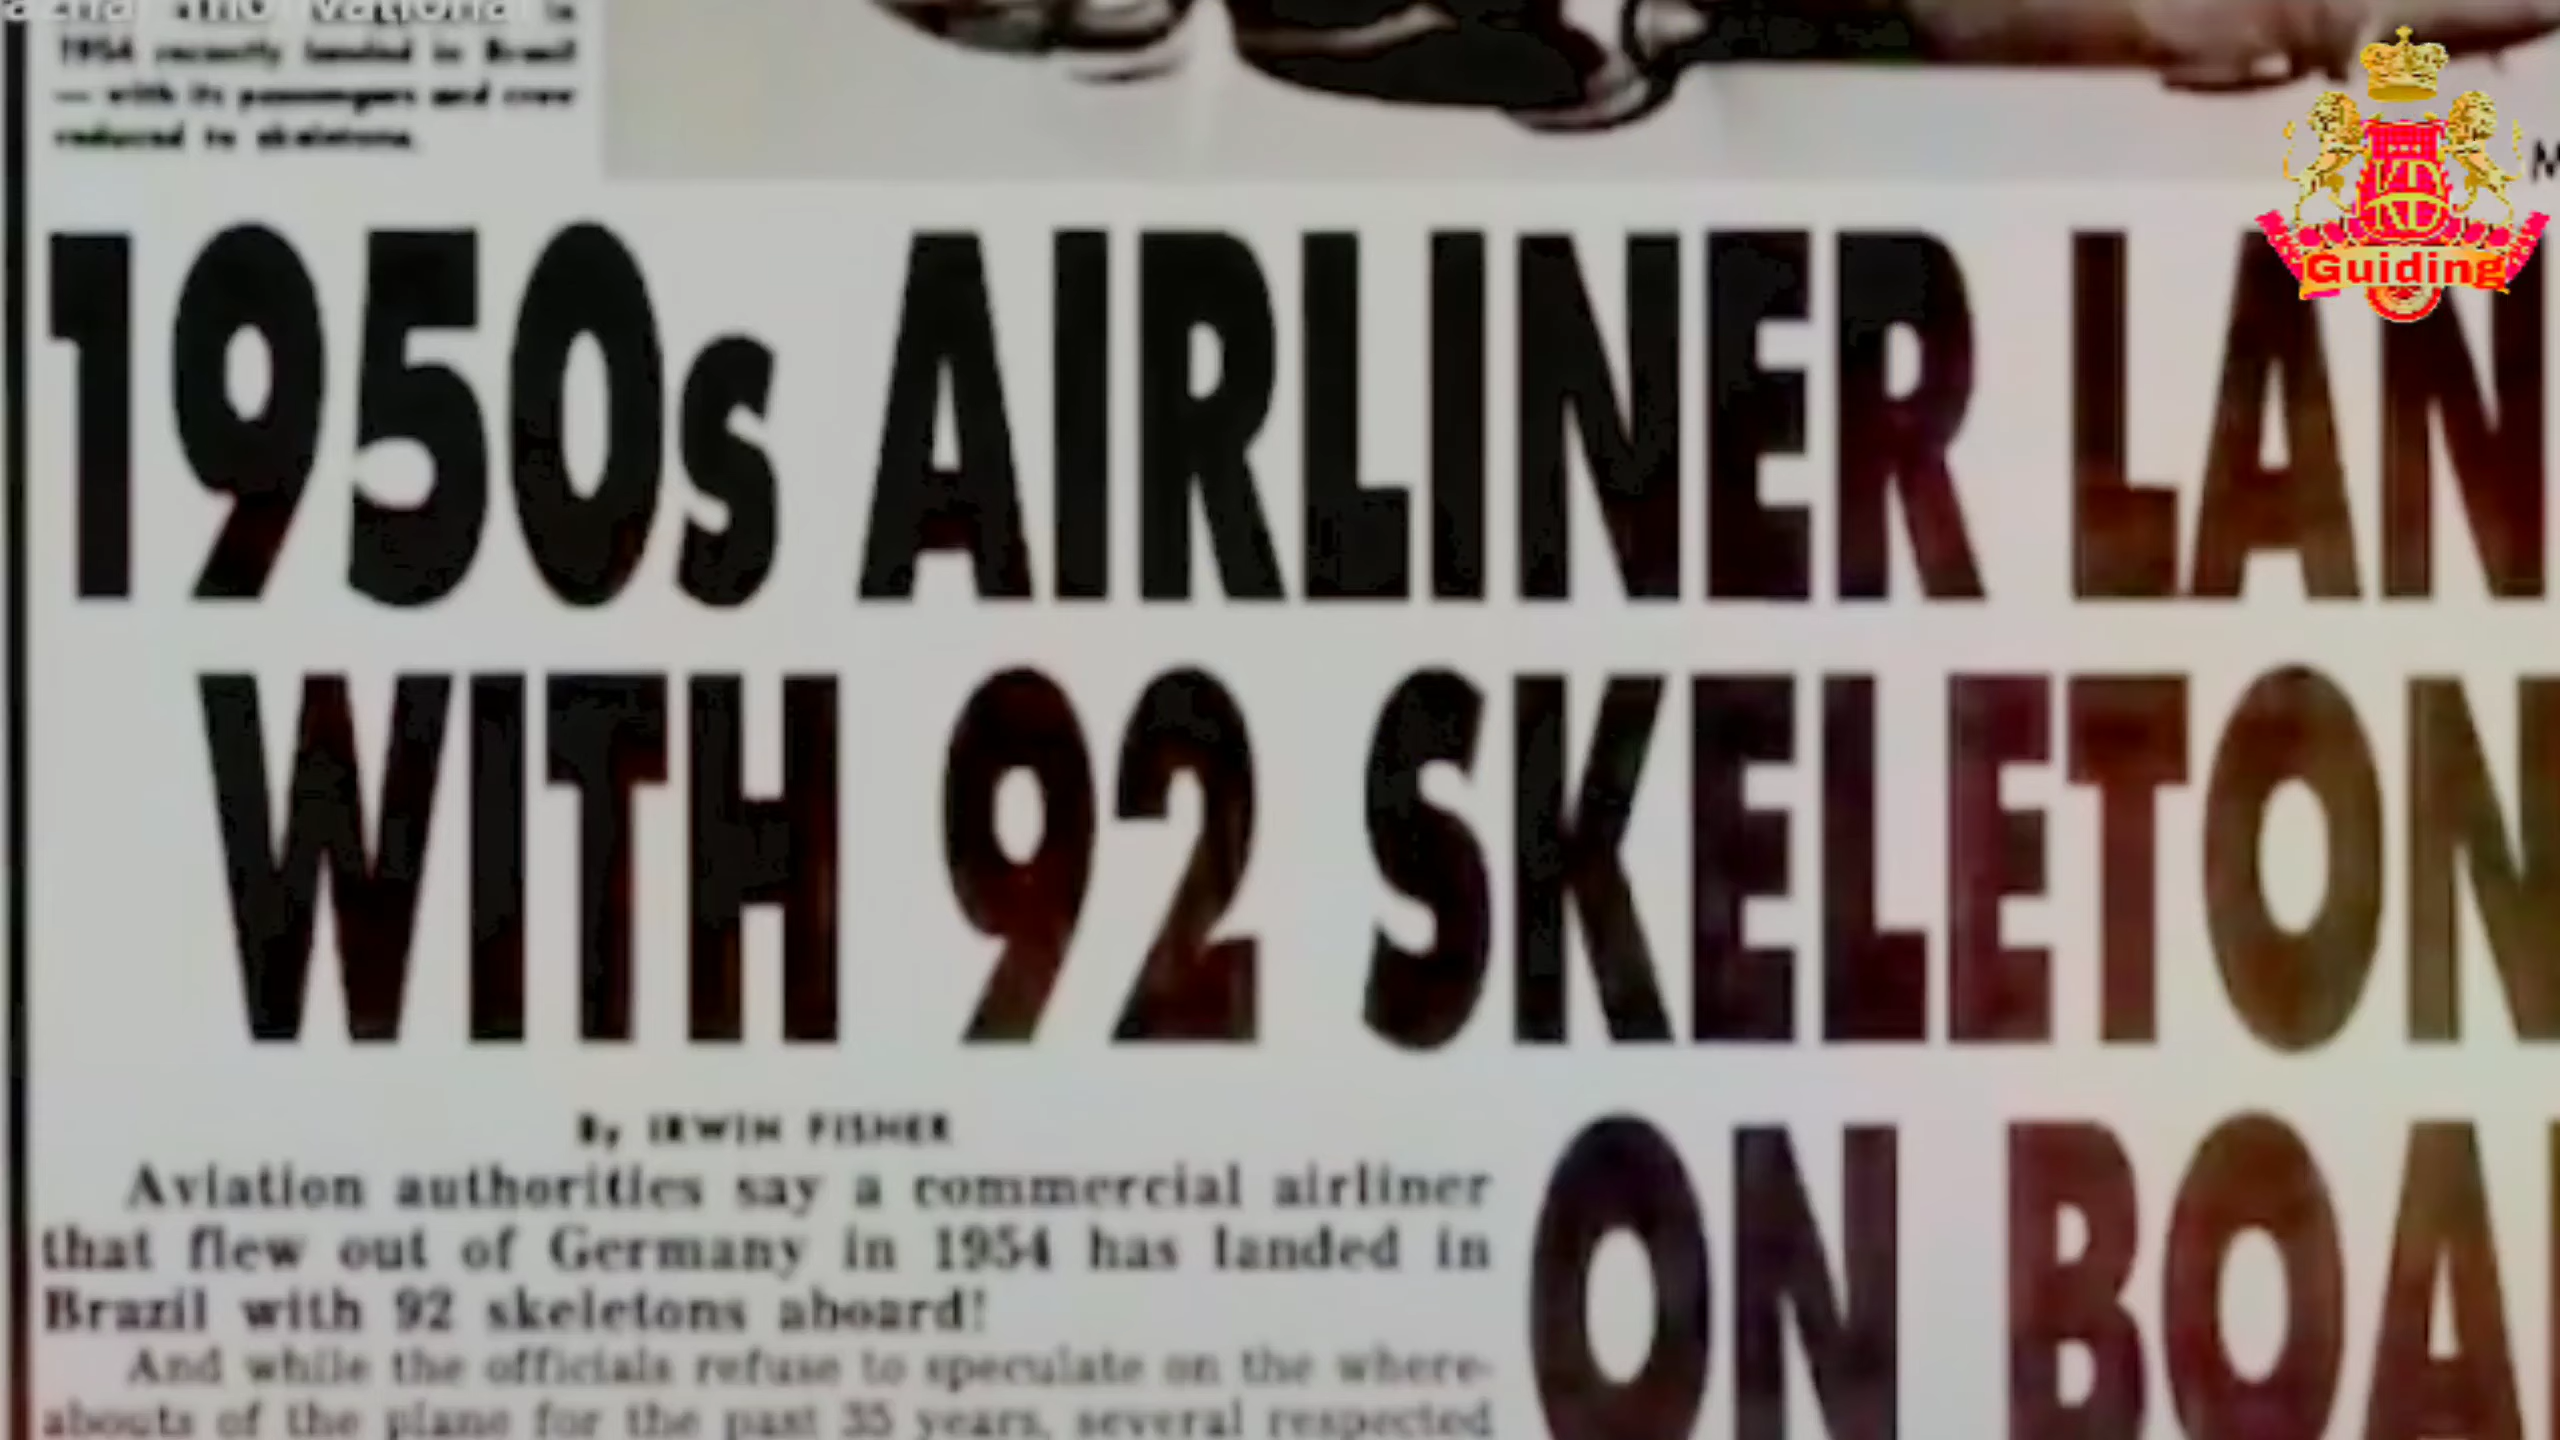 1954 recently landed in Brazil
— with its passengers and crew
reduced to skeletons.
Guiding
1950s AIRLINER LAN
WITH 92 SKELETON
ON BOA
By IRWIN FISHER
Aviation authorities say a commercial airliner
that flew out of Germany in 1954 has landed in
Brazil with 92 skeletons aboard!
And while the officials refuse to speculate on the where-
abouts of the plane for the past 35 years, several respected